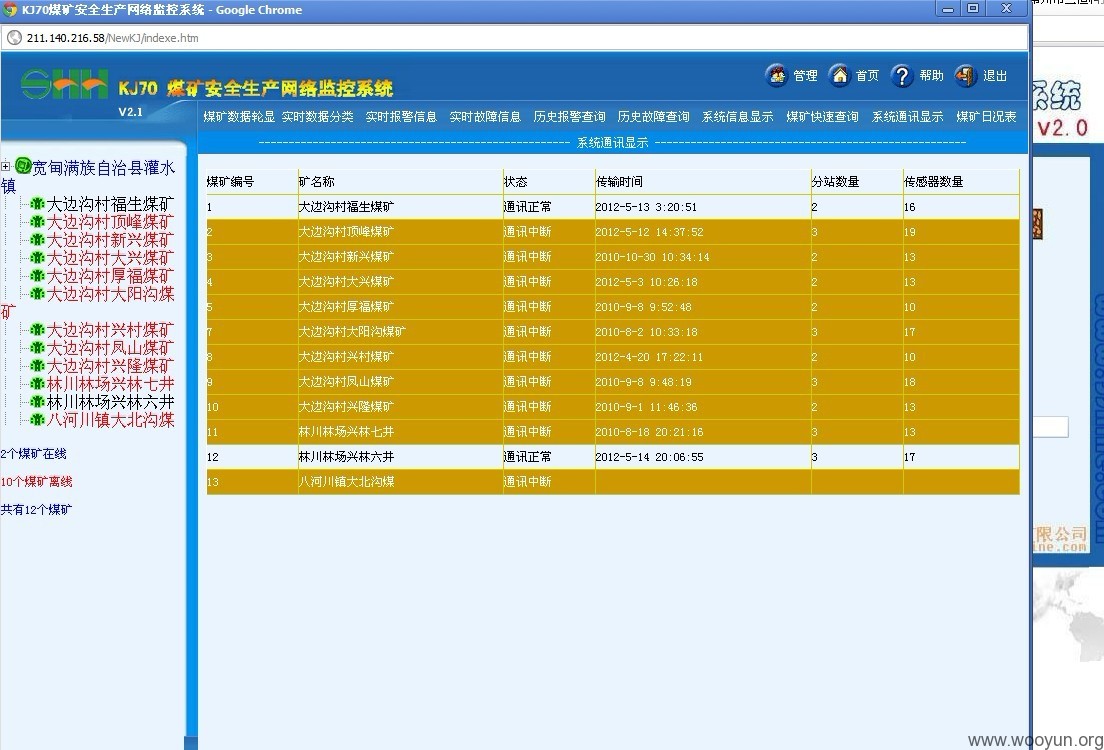 KJ70煤矿安全生产网络监控系统 - Google Chrome
211.140.216.58/NewKJ/indexe.htm
SHH KJ70 煤矿安全生产网络监控系统
V2.1
管理 首页 帮助 退出
煤矿数据轮显 实时数据分类 实时报警信息 实时故障信息 历史报警查询 历史故障查询 系统信息显示 煤矿快速查询 系统通讯显示 煤矿日况表
系统通讯显示
宽甸满族自治县灌水
镇
大边沟村福生煤矿
大边沟村顶峰煤矿
大边沟村新兴煤矿
大边沟村大兴煤矿
大边沟村厚福煤矿
大边沟村大阳沟煤
矿
大边沟村兴村煤矿
大边沟村凤山煤矿
大边沟村兴隆煤矿
林川林场兴林七井
林川林场兴林六井
八河川镇大北沟煤
2个煤矿在线
10个煤矿离线
共有12个煤矿
煤矿编号 矿名称 状态 传输时间 分站数量 传感器数量
1 大边沟村福生煤矿 通讯正常 2012-5-13 3:20:51 2 16
2 大边沟村顶峰煤矿 通讯中断 2012-5-12 14:37:52 3 19
3 大边沟村新兴煤矿 通讯中断 2010-10-30 10:34:14 2 13
4 大边沟村大兴煤矿 通讯中断 2012-5-3 10:26:18 2 13
5 大边沟村厚福煤矿 通讯中断 2010-9-8 9:52:48 2 10
7 大边沟村大阳沟煤矿 通讯中断 2010-8-2 10:33:18 3 17
8 大边沟村兴村煤矿 通讯中断 2012-4-20 17:22:11 2 10
9 大边沟村凤山煤矿 通讯中断 2010-9-8 9:48:19 3 18
10 大边沟村兴隆煤矿 通讯中断 2010-9-1 11:46:36 2 13
11 林川林场兴林七井 通讯中断 2010-8-18 20:21:16 3 13
12 林川林场兴林六井 通讯正常 2012-5-14 20:06:55 3 17
13 八河川镇大北沟煤 通讯中断
系统
V2.0
限公司
ine.com
www.wooyun.org